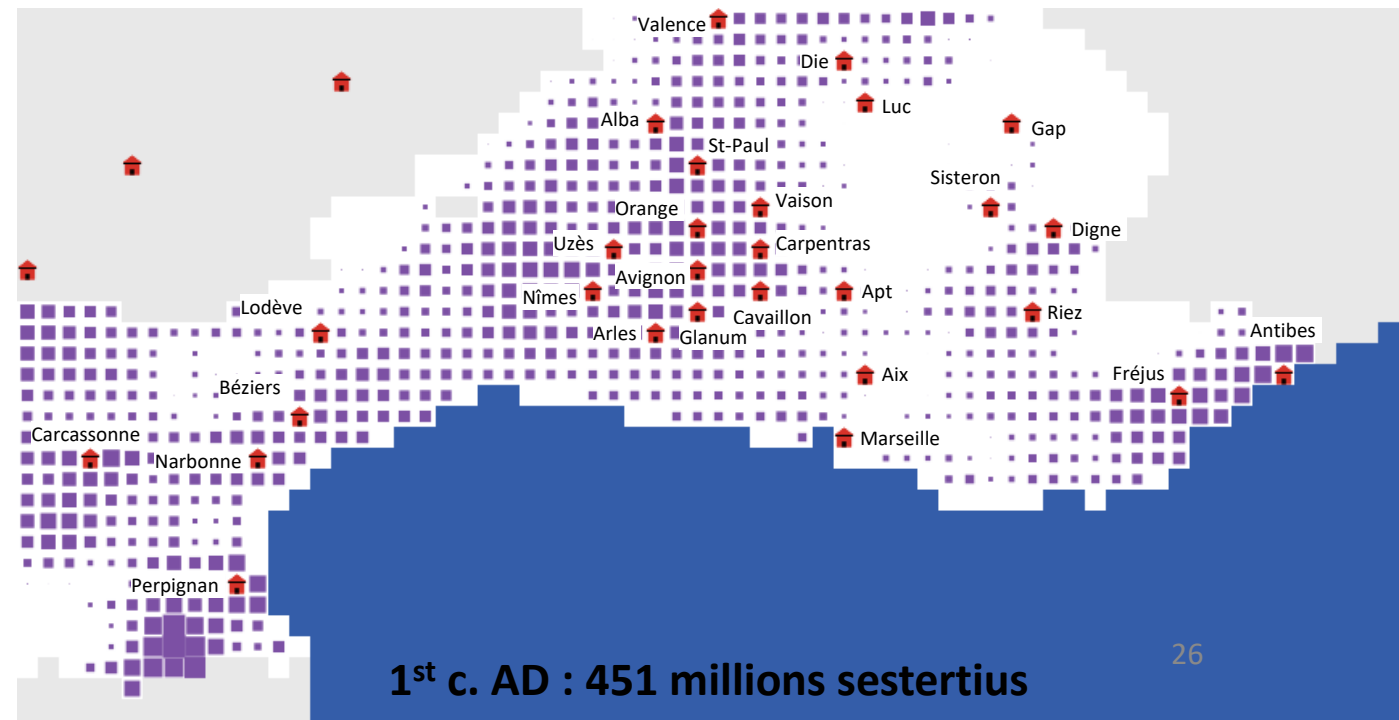 Valence
Die
Luc
Alba
Gap
St-Paul
Sisteron
Vaison
Orange
Digne
Uzès
Carpentras
Avignon
Nîmes
Apt
Lodève
Cavaillon
Riez
Arles
Glanum
Antibes
Aix
Fréjus
Béziers
Carcassonne
Marseille
Narbonne
Perpignan
26
1st c. AD : 451 millions sestertius